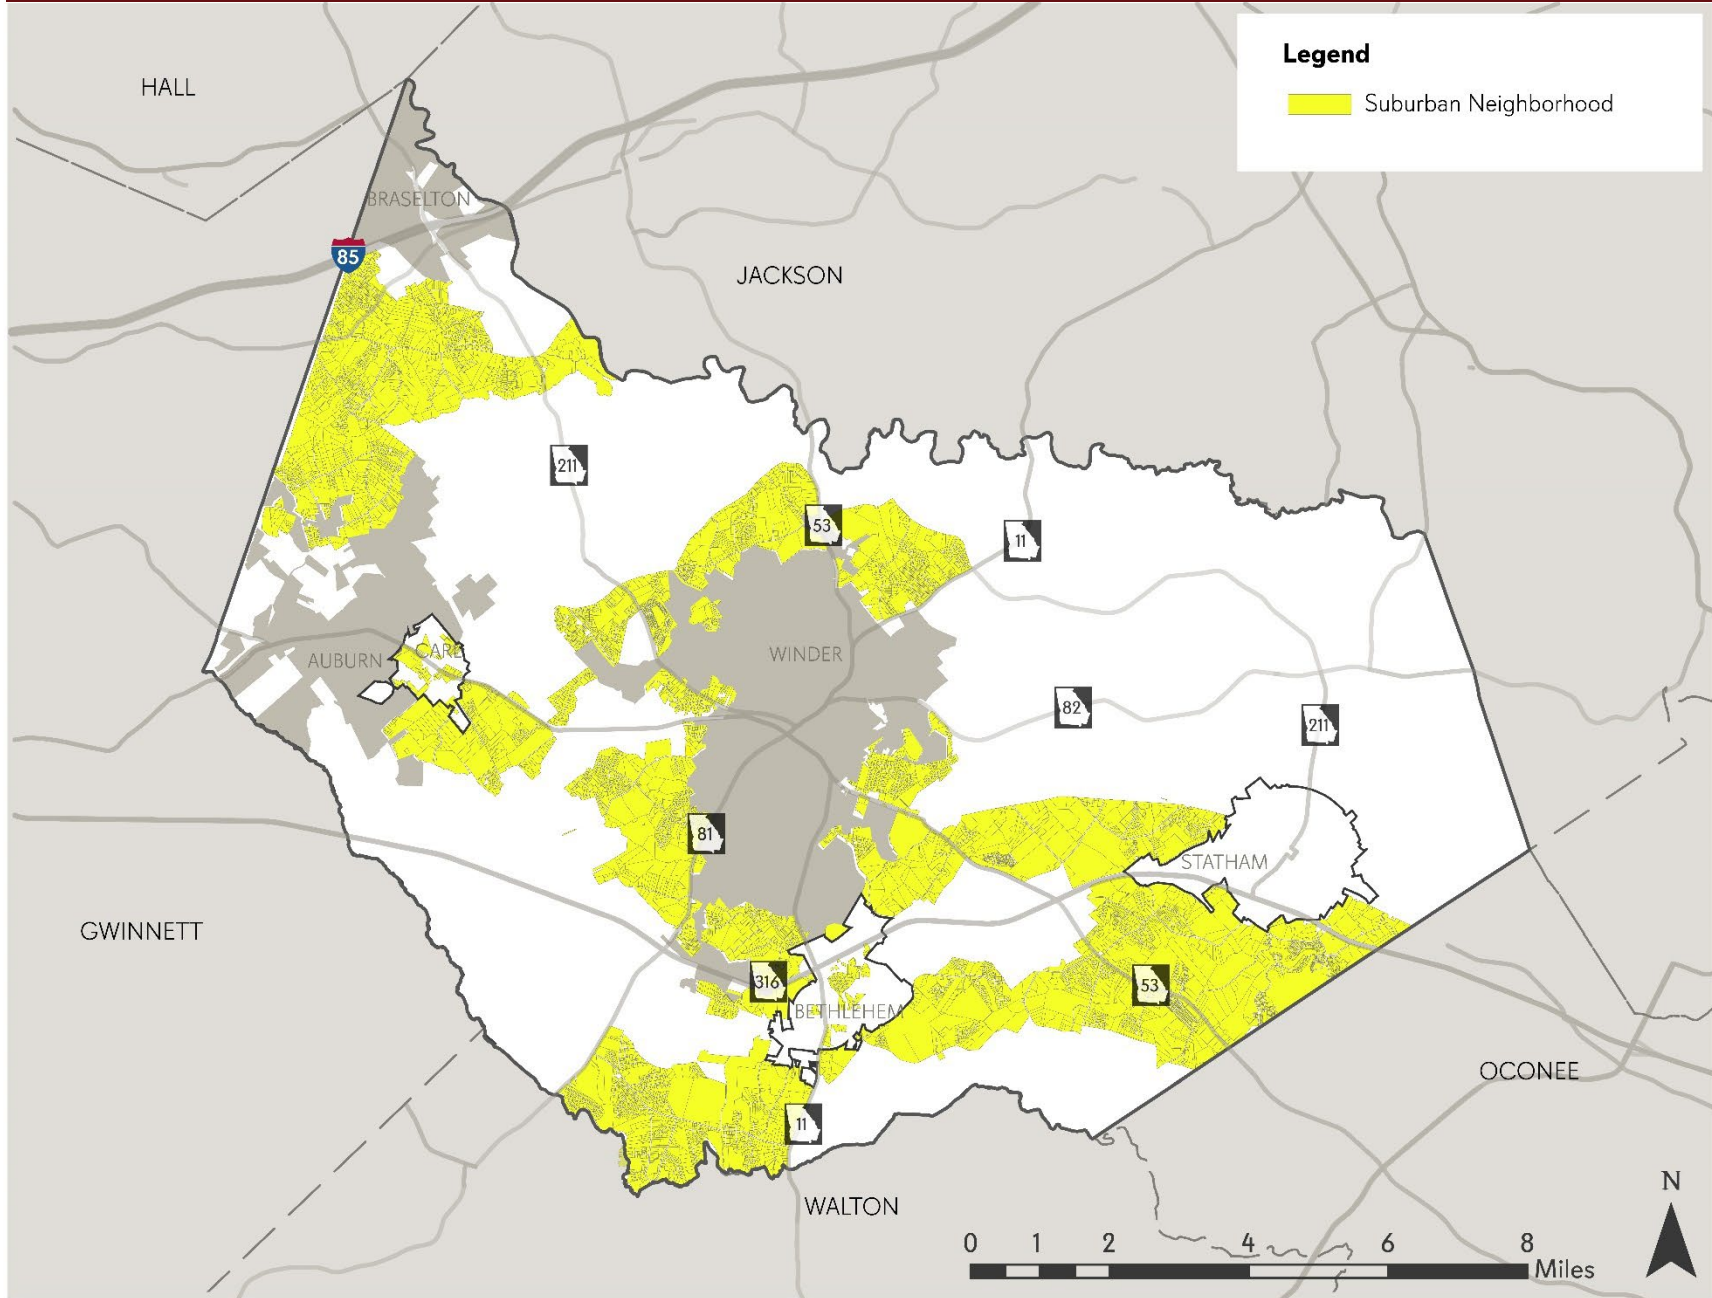 Legend
Suburban Neighborhood
HALL
BRASELTON
85
JACKSON
211
53
11
AUBURN
CARL
WINDER
82
211
81
STATHAM
GWINNETT
316
53
BETHLEHEM
OCONEE
11
WALTON
N
0 1 2 4 6 8
Miles